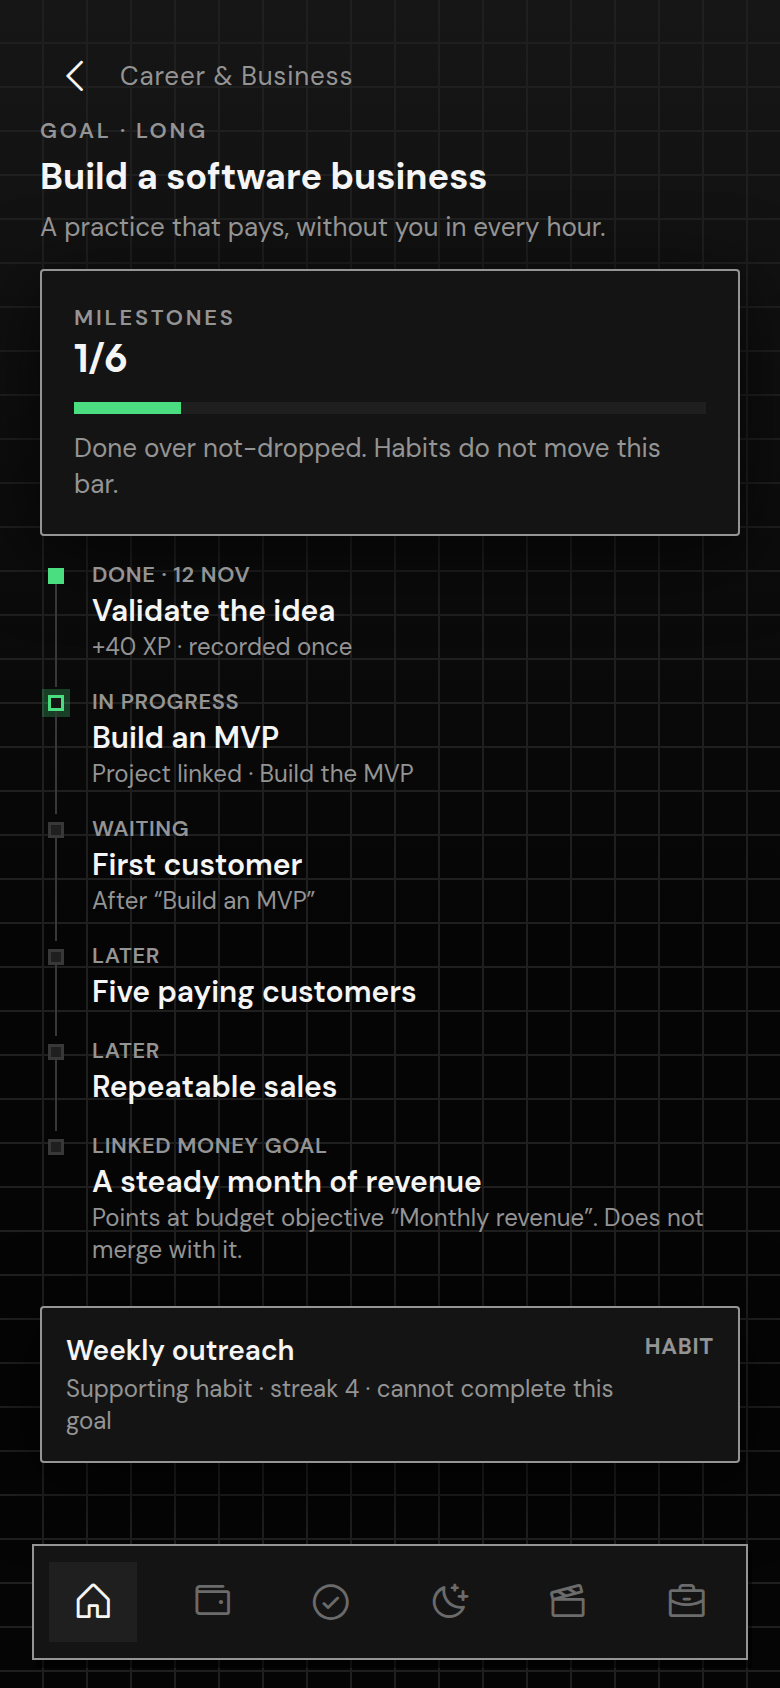 Career & Business
GOAL · LONG
Build a software business
A practice that pays, without you in every hour.
MILESTONES
1/6
Done over not-dropped. Habits do not move this
bar.
DONE · 12 NOV
Validate the idea
+40 XP · recorded once
IN PROGRESS
Build an MVP
Project linked · Build the MVP
WAITING
First customer
After “Build an MVP”
LATER
Five paying customers
LATER
Repeatable sales
LINKED MONEY GOAL
A steady month of revenue
Points at budget objective “Monthly revenue”. Does not
merge with it.
Weekly outreach
HABIT
Supporting habit · streak 4 · cannot complete this
goal